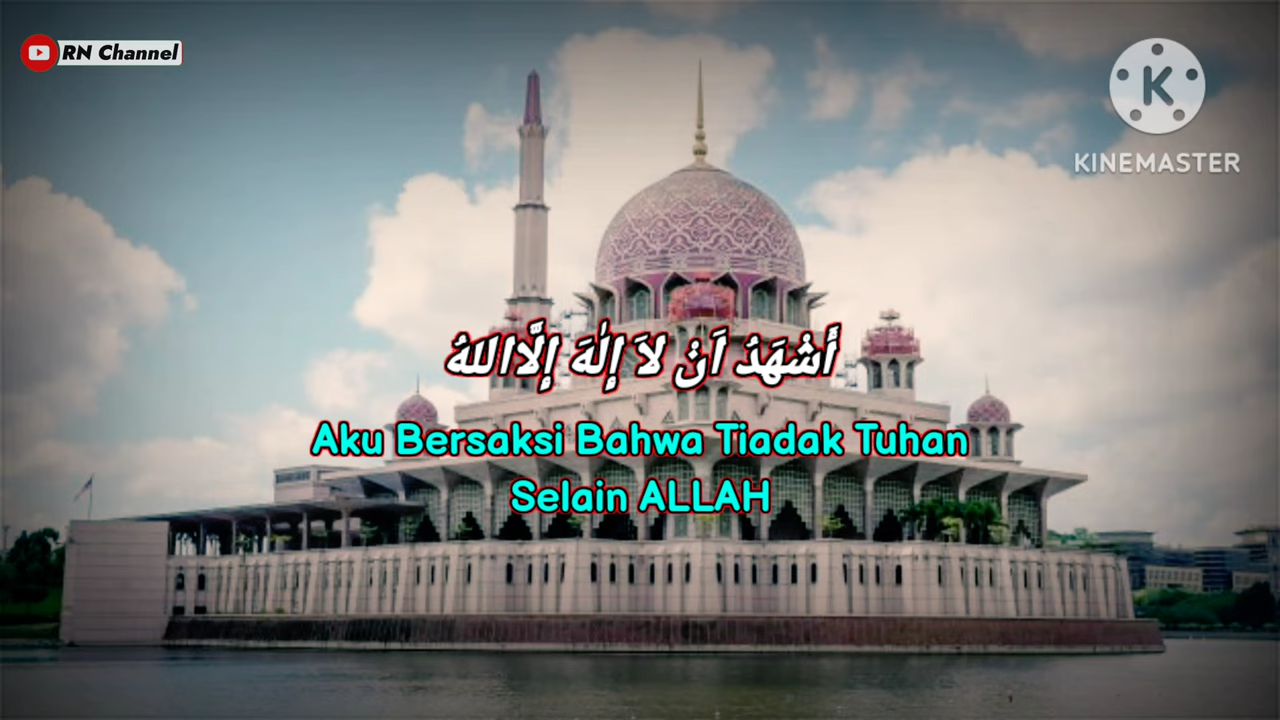 RN Channel
K
KINEMASTER
أَشْهَدُ اَنْ لاَ إِلٰهَ إِلَّاالله
Aku Bersaksi Bahwa Tiadak Tuhan
Selain ALLAH